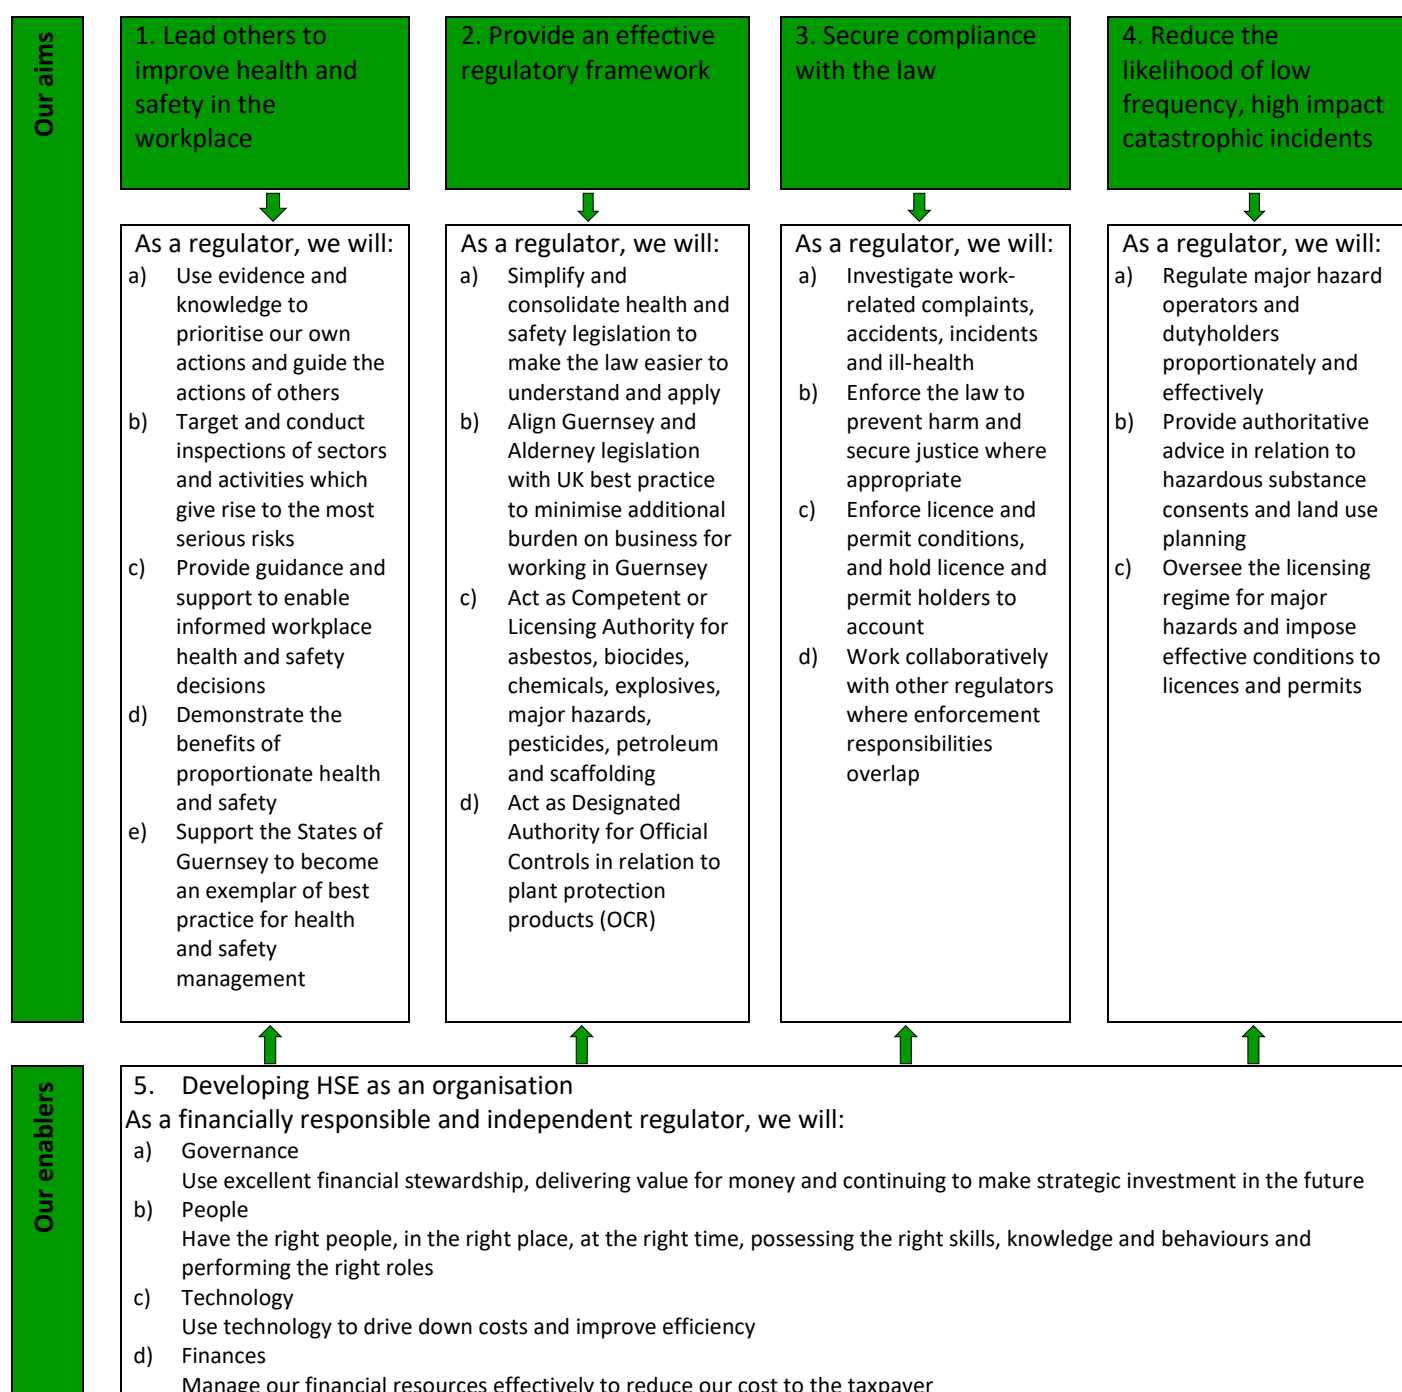 Our aims
1. Lead others to
improve health and
safety in the
workplace
2. Provide an effective
regulatory framework
3. Secure compliance
with the law
4. Reduce the
likelihood of low
frequency, high impact
catastrophic incidents
As a regulator, we will:
a) Use evidence and
knowledge to
prioritise our own
actions and guide the
actions of others
b) Target and conduct
inspections of sectors
and activities which
give rise to the most
serious risks
c) Provide guidance and
support to enable
informed workplace
health and safety
decisions
d) Demonstrate the
benefits of
proportionate health
and safety
e) Support the States of
Guernsey to become
an exemplar of best
practice for health
and safety
management
As a regulator, we will:
a) Simplify and
consolidate health and
safety legislation to
make the law easier to
understand and apply
b) Align Guernsey and
Alderney legislation
with UK best practice
to minimise additional
burden on business for
working in Guernsey
c) Act as Competent or
Licensing Authority for
asbestos, biocides,
chemicals, explosives,
major hazards,
pesticides, petroleum
and scaffolding
d) Act as Designated
Authority for Official
Controls in relation to
plant protection
products (OCR)
As a regulator, we will:
a) Investigate work-
related complaints,
accidents, incidents
and ill-health
b) Enforce the law to
prevent harm and
secure justice where
appropriate
c) Enforce licence and
permit conditions,
and hold licence and
permit holders to
account
d) Work collaboratively
with other regulators
where enforcement
responsibilities
overlap
As a regulator, we will:
a) Regulate major hazard
operators and
dutyholders
proportionately and
effectively
b) Provide authoritative
advice in relation to
hazardous substance
consents and land use
planning
c) Oversee the licensing
regime for major
hazards and impose
effective conditions to
licences and permits
Our enablers
5. Developing HSE as an organisation
As a financially responsible and independent regulator, we will:
a) Governance
Use excellent financial stewardship, delivering value for money and continuing to make strategic investment in the future
b) People
Have the right people, in the right place, at the right time, possessing the right skills, knowledge and behaviours and
performing the right roles
c) Technology
Use technology to drive down costs and improve efficiency
d) Finances
Manage our financial resources effectively to reduce our cost to the taxpayer